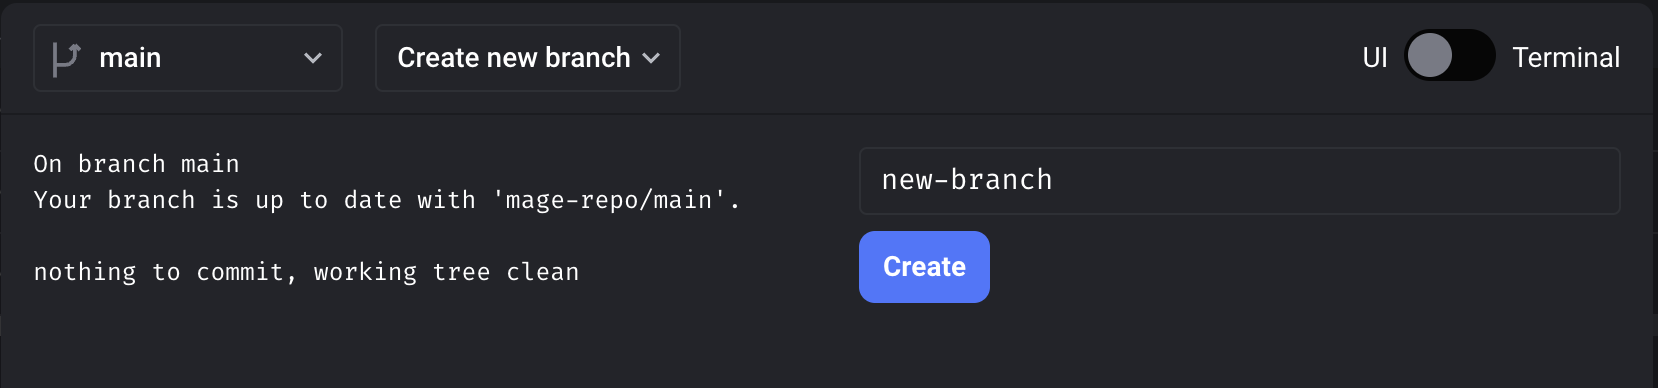 main
Create new branch
UI
Terminal
On branch main
Your branch is up to date with 'mage-repo/main'.
nothing to commit, working tree clean
new-branch
Create